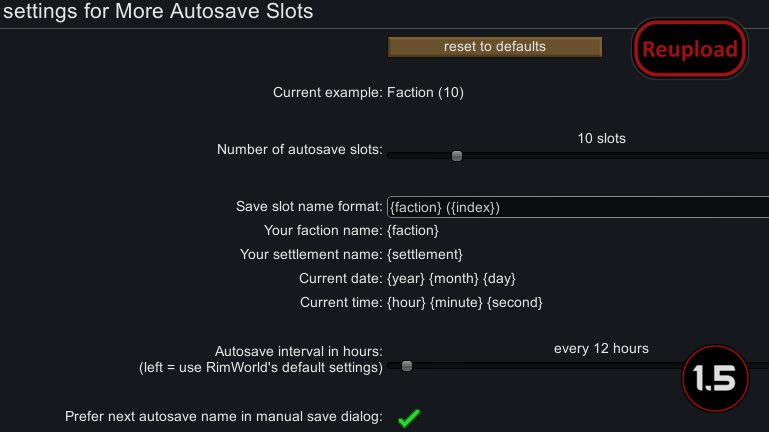 settings for More Autosave Slots
reset to defaults
Reupload
Current example: Faction (10)
10 slots
Number of autosave slots:
Save slot name format: {faction} ({index})
Your faction name: {faction}
Your settlement name: {settlement}
Current date: {year} {month} {day}
Current time: {hour} {minute} {second}
every 12 hours
Autosave interval in hours:
(left = use RimWorld's default settings)
1.5
Prefer next autosave name in manual save dialog: